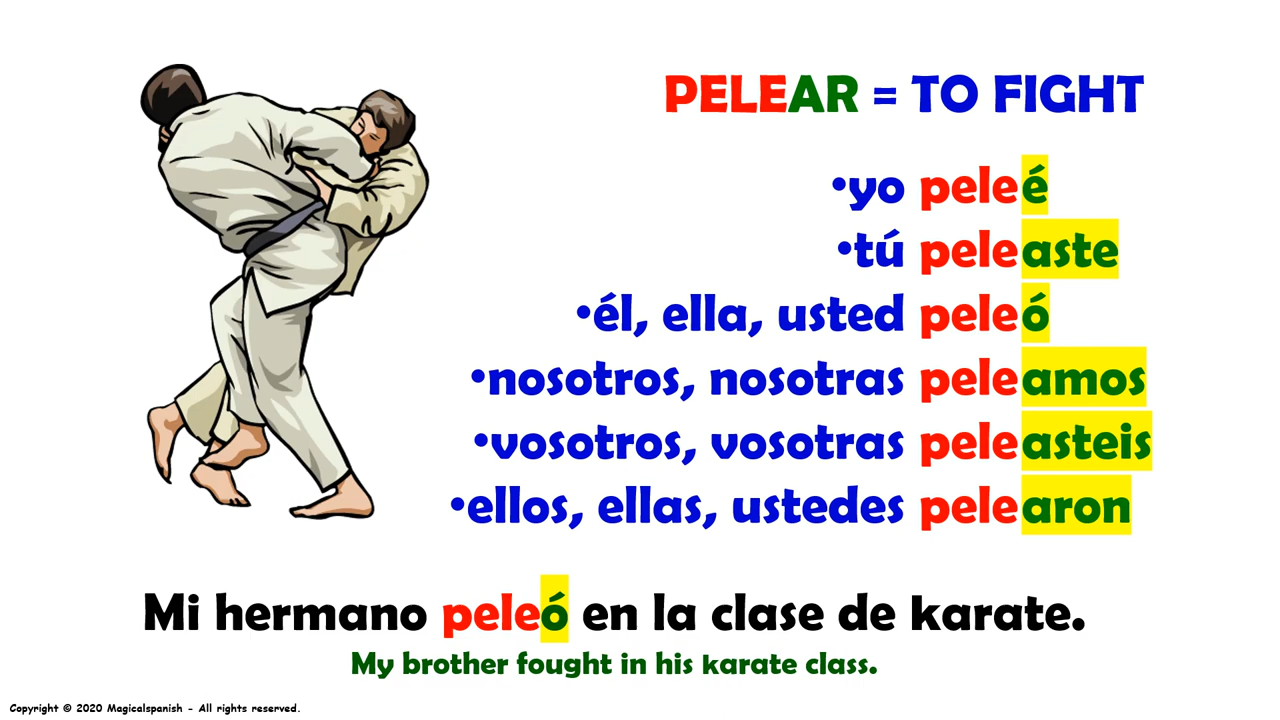 PELEAR = TO FIGHT
•yo peleé
•tú peleaste
•él, ella, usted peleó
•nosotros, nosotras peleamos
•vosotros, vosotras peleasteis
•ellos, ellas, ustedes pelearon
Mi hermano peleó en la clase de karate.
My brother fought in his karate class.
Copyright © 2020 Magicalspanish - All rights reserved.